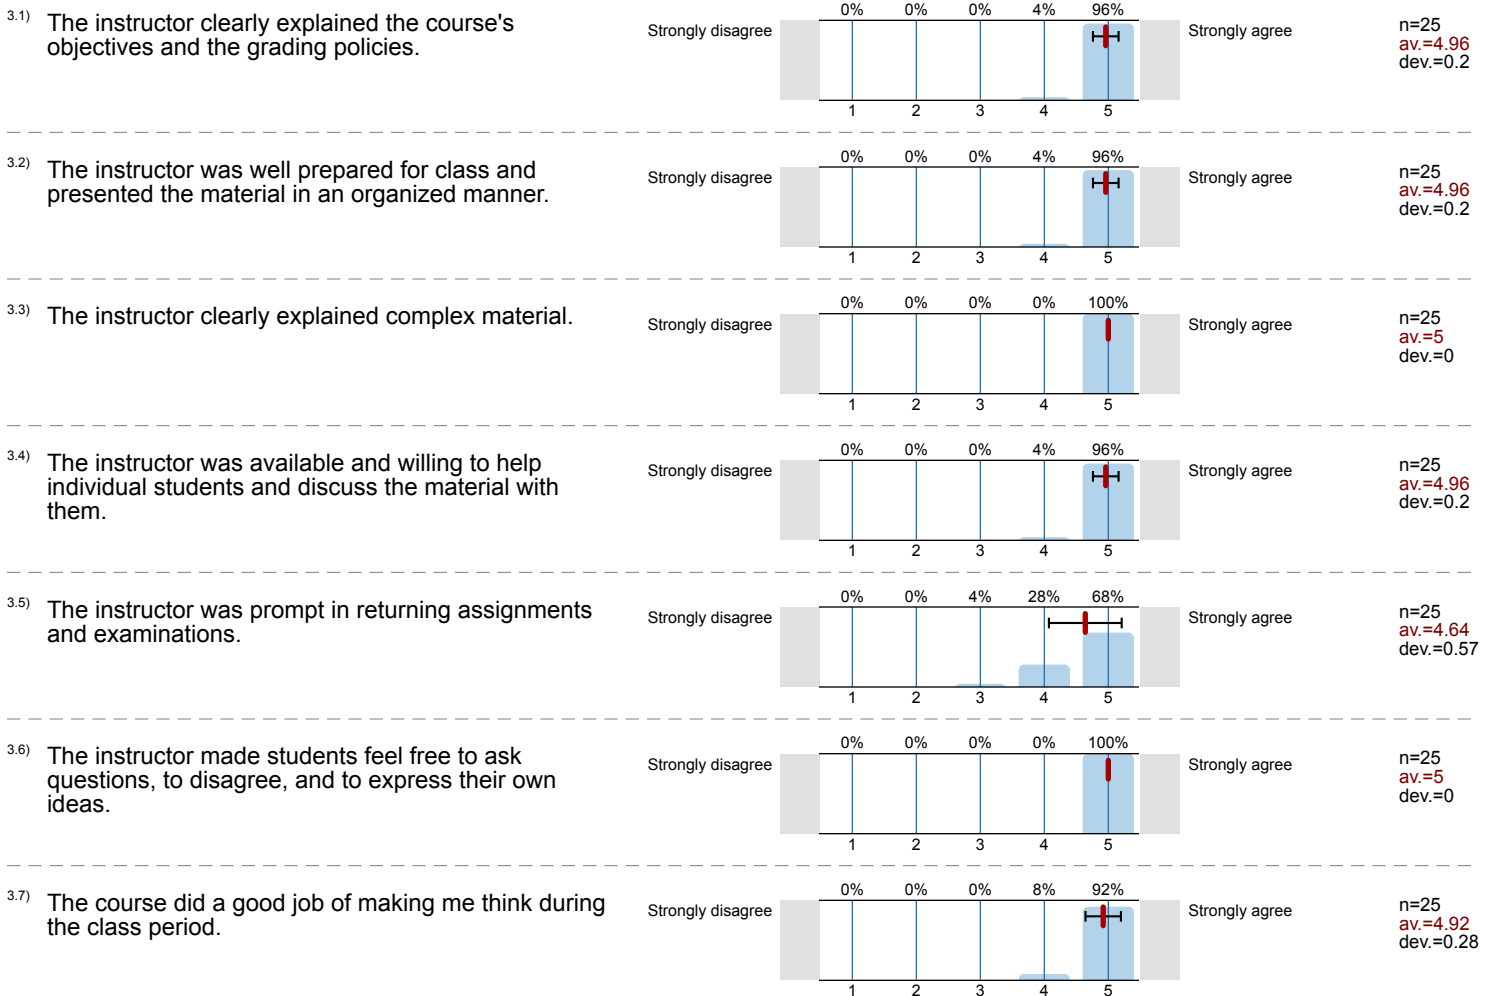 3.1) The instructor clearly explained the course's
objectives and the grading policies.
Strongly disagree
0% 0% 0% 4% 96%
1 2 3 4 5
Strongly agree
n=25
av.=4.96
dev.=0.2
3.2) The instructor was well prepared for class and
presented the material in an organized manner.
Strongly disagree
0% 0% 0% 4% 96%
1 2 3 4 5
Strongly agree
n=25
av.=4.96
dev.=0.2
3.3) The instructor clearly explained complex material.
Strongly disagree
0% 0% 0% 0% 100%
1 2 3 4 5
Strongly agree
n=25
av.=5
dev.=0
3.4) The instructor was available and willing to help
individual students and discuss the material with
them.
Strongly disagree
0% 0% 0% 4% 96%
1 2 3 4 5
Strongly agree
n=25
av.=4.96
dev.=0.2
3.5) The instructor was prompt in returning assignments
and examinations.
Strongly disagree
0% 0% 4% 28% 68%
1 2 3 4 5
Strongly agree
n=25
av.=4.64
dev.=0.57
3.6) The instructor made students feel free to ask
questions, to disagree, and to express their own
ideas.
Strongly disagree
0% 0% 0% 0% 100%
1 2 3 4 5
Strongly agree
n=25
av.=5
dev.=0
3.7) The course did a good job of making me think during
the class period.
Strongly disagree
0% 0% 0% 8% 92%
1 2 3 4 5
Strongly agree
n=25
av.=4.92
dev.=0.28